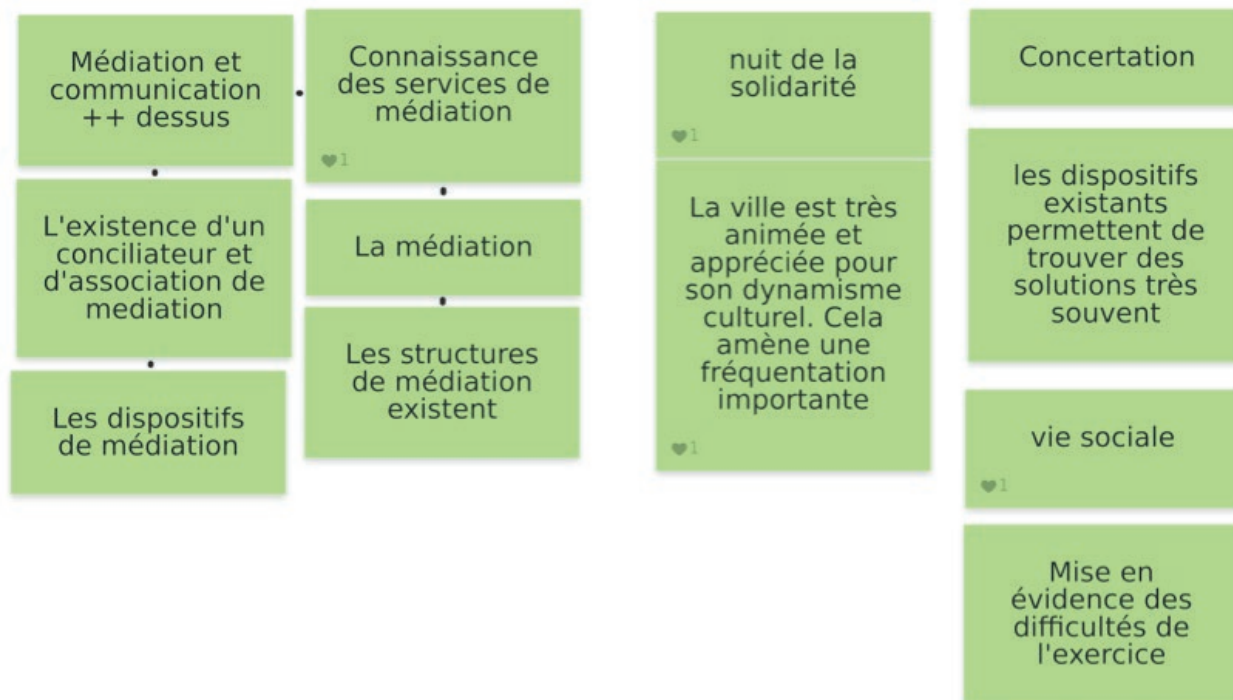 Médiation et
communication
++ dessus
L'existence d'un
conciliateur et
d'association de
mediation
Les dispositifs
de médiation
Connaissance
des services de
médiation
♥1
La médiation
Les structures
de médiation
existent
nuit de la
solidarité
♥1
La ville est très
animée et
appréciée pour
son dynamisme
culturel. Cela
amène une
fréquentation
importante
♥1
Concertation
les dispositifs
existants
permettent de
trouver des
solutions très
souvent
vie sociale
♥1
Mise en
évidence des
difficultés de
l'exercice